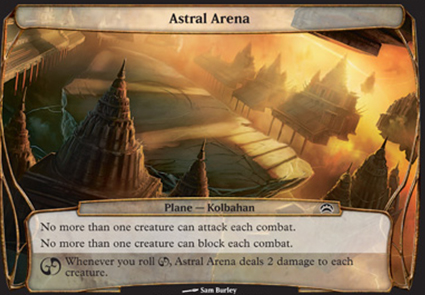 Astral Arena
Plane — Kolbahan
No more than one creature can attack each combat.
No more than one creature can block each combat.
Whenever you roll , Astral Arena deals 2 damage to each
creature.
Sam Burley